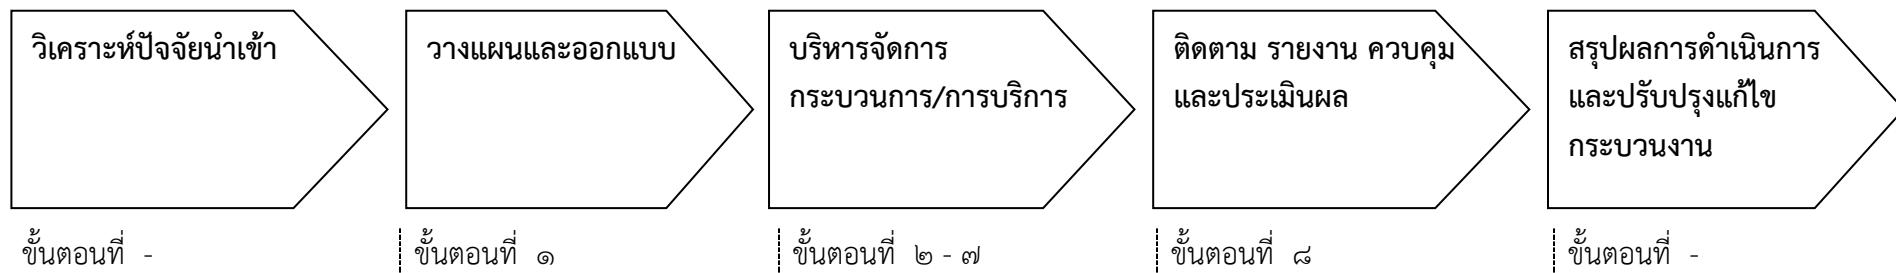 วิเคราะห์ปัจจัยนำเข้า
วางแผนและออกแบบ
บริหารจัดการ
กระบวนการ/การบริการ
ติดตาม รายงาน ควบคุม
และประเมินผล
สรุปผลการดำเนินการ
และปรับปรุงแก้ไข
กระบวนงาน
ขั้นตอนที่ -
ขั้นตอนที่ ๑
ขั้นตอนที่ ๒ - ๗
ขั้นตอนที่ ๘
ขั้นตอนที่ -